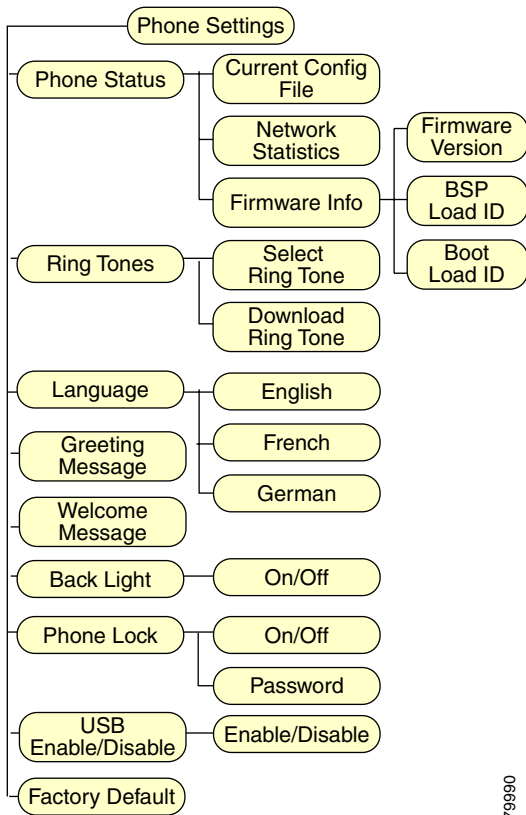 Phone Settings
Phone Status
Current Config
File
Network
Statistics
Firmware Info
Firmware
Version
BSP
Load ID
Boot
Load ID
Ring Tones
Select
Ring Tone
Download
Ring Tone
Language
English
French
German
Greeting
Message
Welcome
Message
Back Light
On/Off
Phone Lock
On/Off
Password
USB
Enable/Disable
Enable/Disable
Factory Default